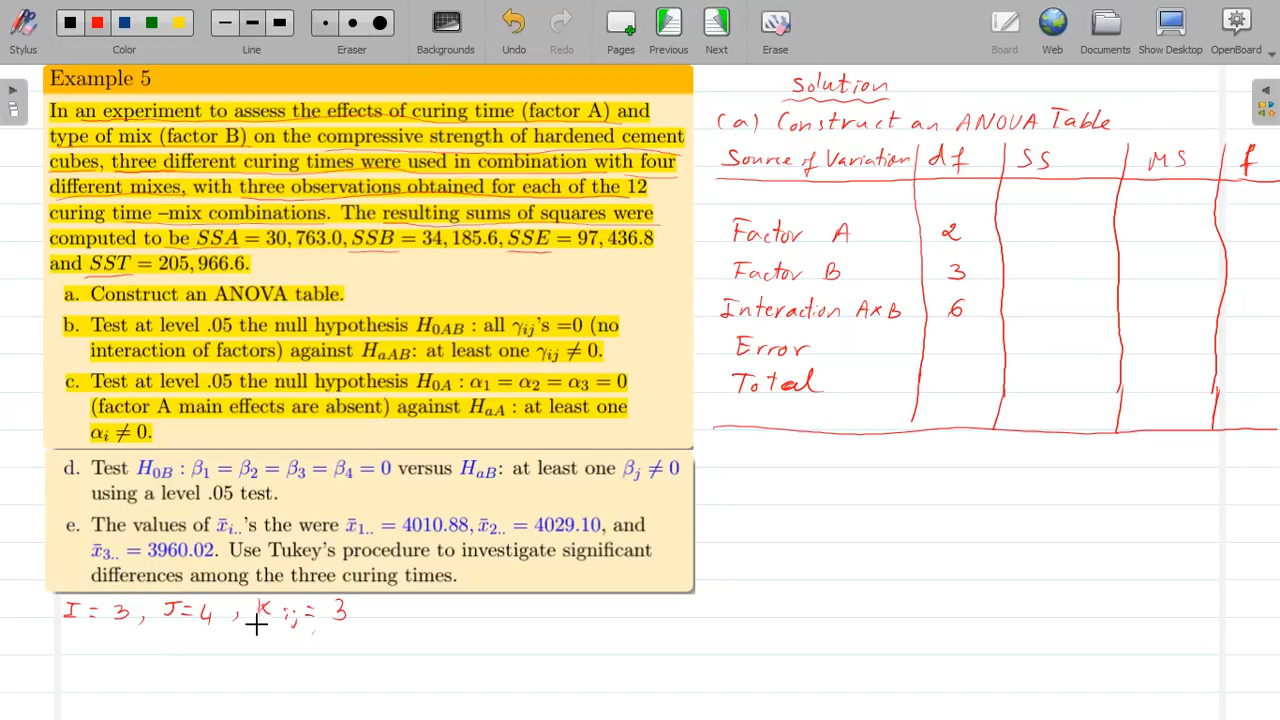 Stylus Color Line Eraser Backgrounds Undo Redo Pages Previous Next Erase Board Web Documents Show Desktop OpenBoard
Example 5
In an experiment to assess the effects of curing time (factor A) and
type of mix (factor B) on the compressive strength of hardened cement
cubes, three different curing times were used in combination with four
different mixes, with three observations obtained for each of the 12
curing time –mix combinations. The resulting sums of squares were
computed to be SSA = 30,763.0, SSB = 34,185.6, SSE = 97,436.8
and SST = 205,966.6.
a. Construct an ANOVA table.
b. Test at level .05 the null hypothesis H₀AB : all γij's =0 (no
interaction of factors) against HaAB: at least one γij ≠ 0.
c. Test at level .05 the null hypothesis H₀A : α₁ = α₂ = α₃ = 0
(factor A main effects are absent) against HaA : at least one
αi ≠ 0.
d. Test H₀B : β₁ = β₂ = β₃ = β₄ = 0 versus HaB: at least one βj ≠ 0
using a level .05 test.
e. The values of x̄i..'s the were x̄₁.. = 4010.88, x̄₂.. = 4029.10, and
x̄₃.. = 3960.02. Use Tukey's procedure to investigate significant
differences among the three curing times.
I = 3, J=4, Kij = 3
Solution
(a) Construct an ANOVA Table
Source of Variation df SS MS f
Factor A 2
Factor B 3
Interaction A×B 6
Error
Total